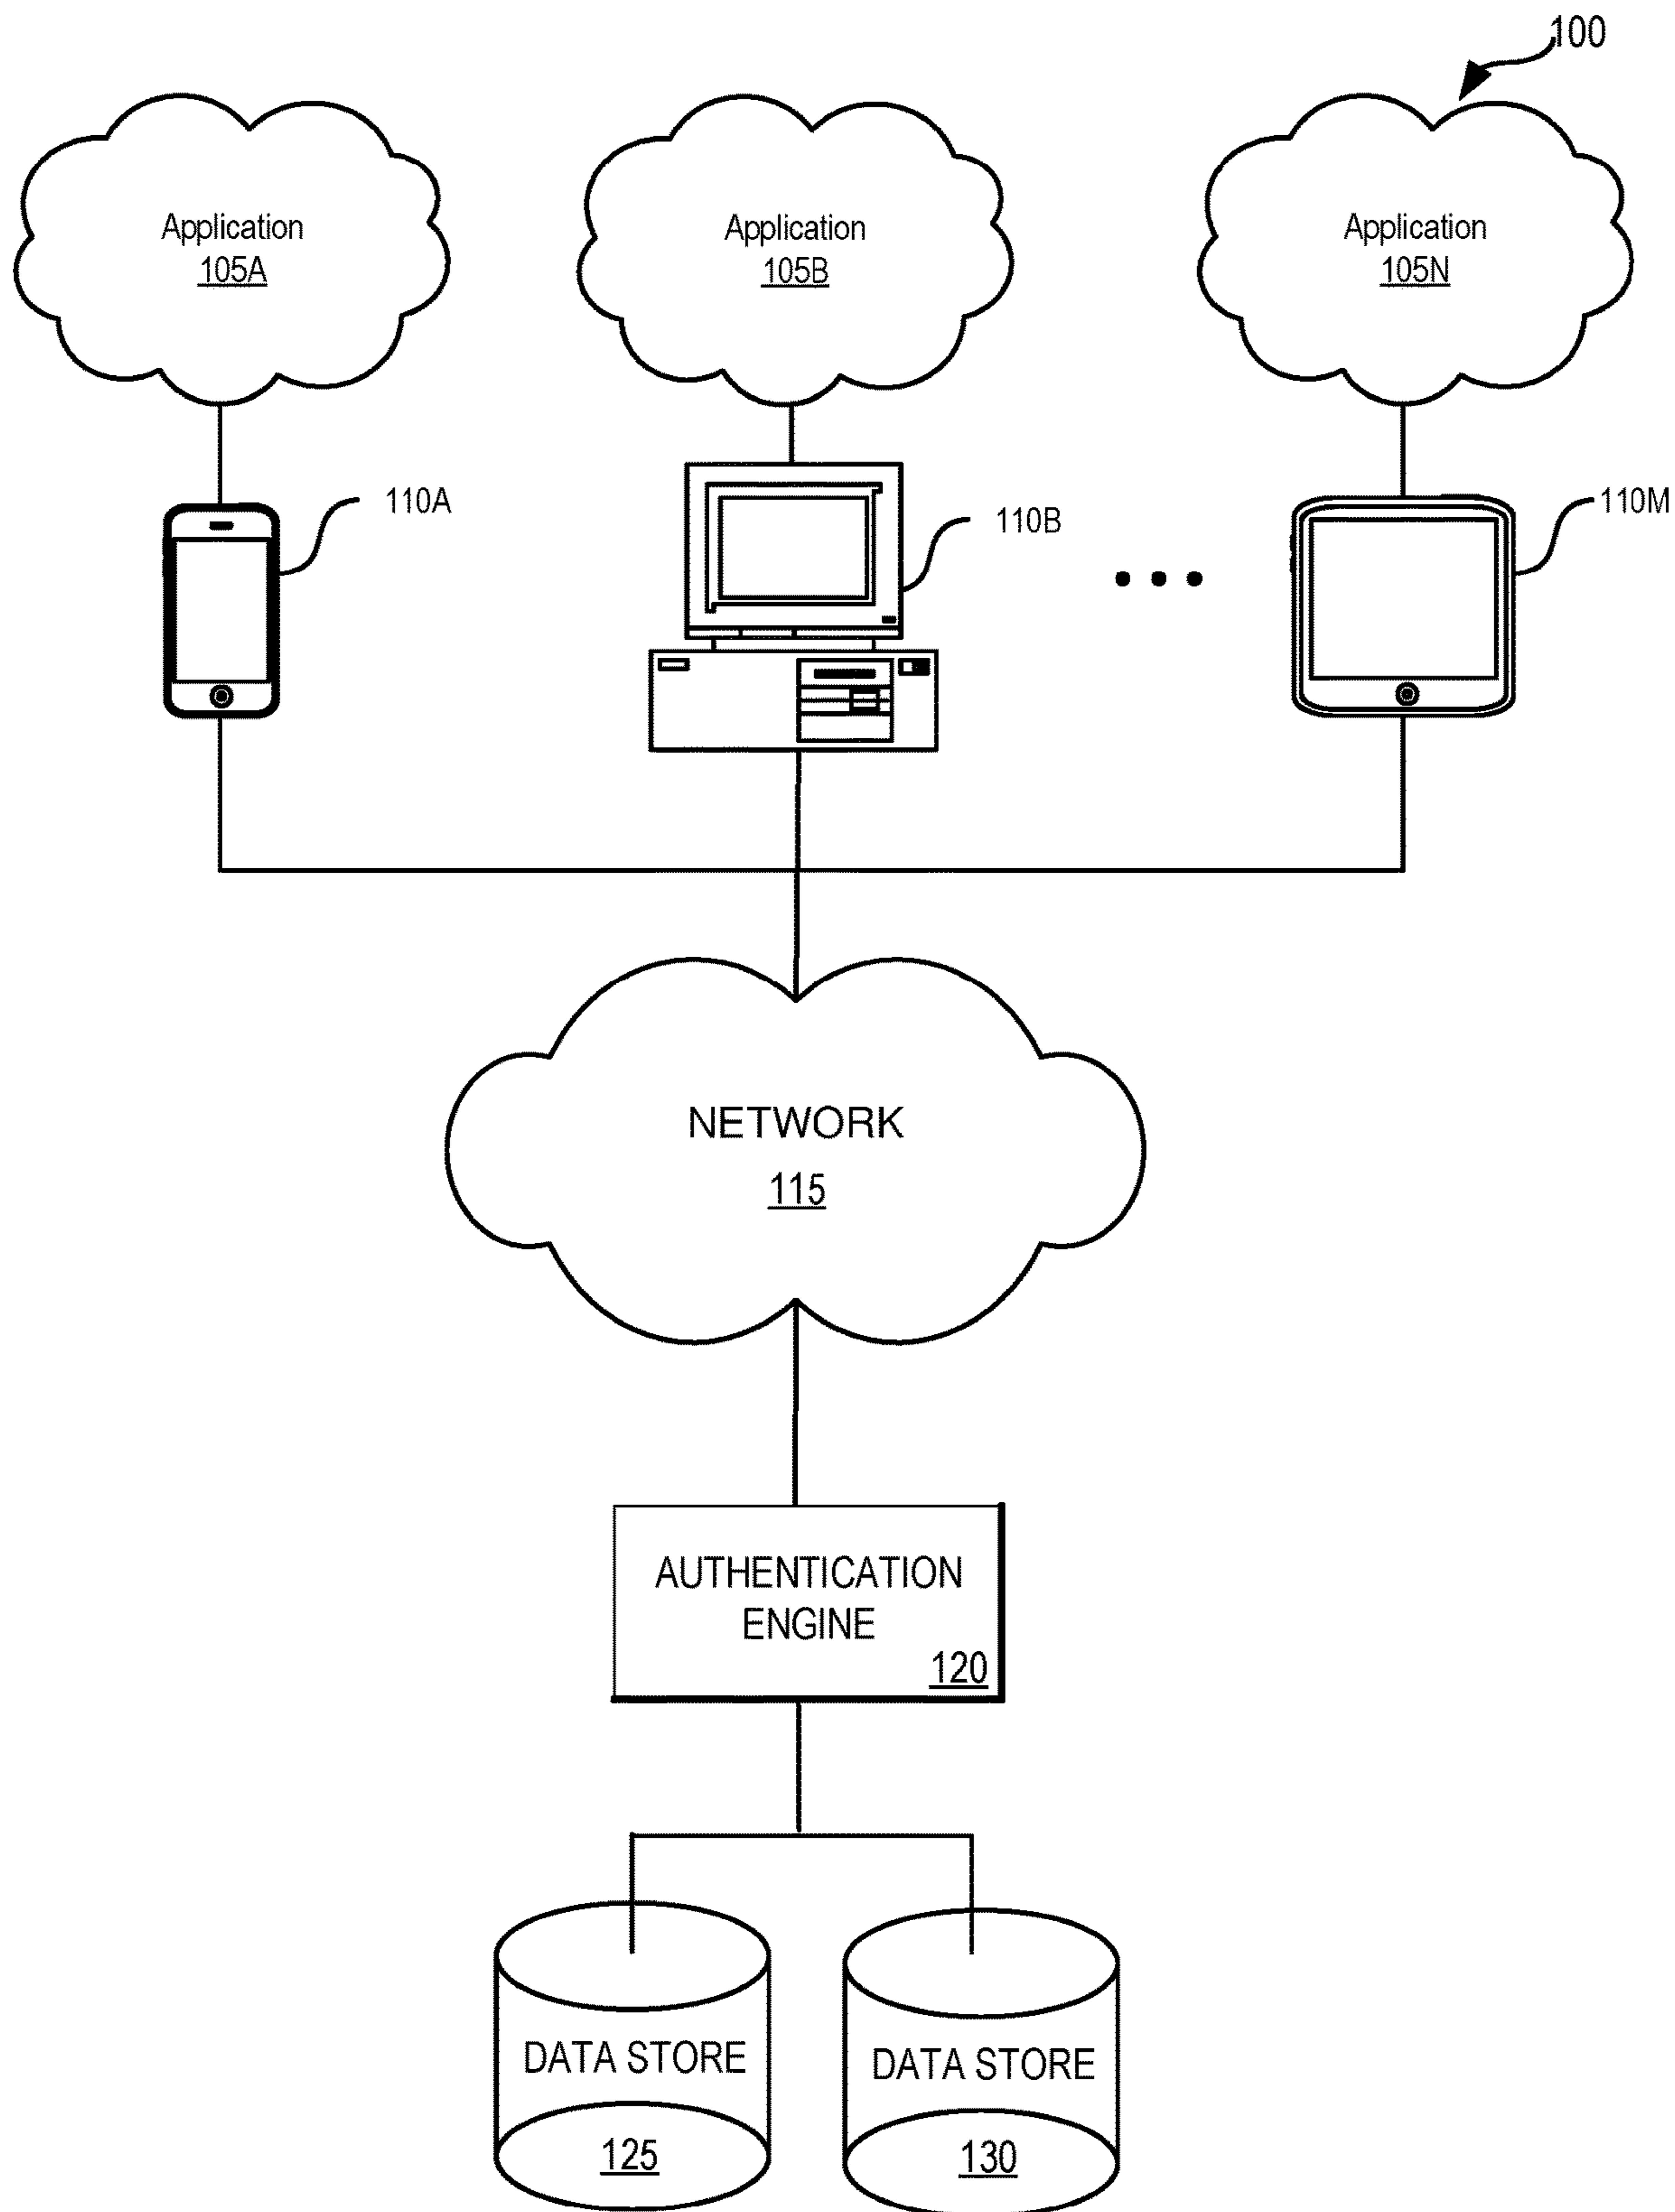 100
Application
105A
Application
105B
Application
105N
110A
110B
110M
NETWORK
115
AUTHENTICATION
ENGINE
120
DATA STORE
125
DATA STORE
130